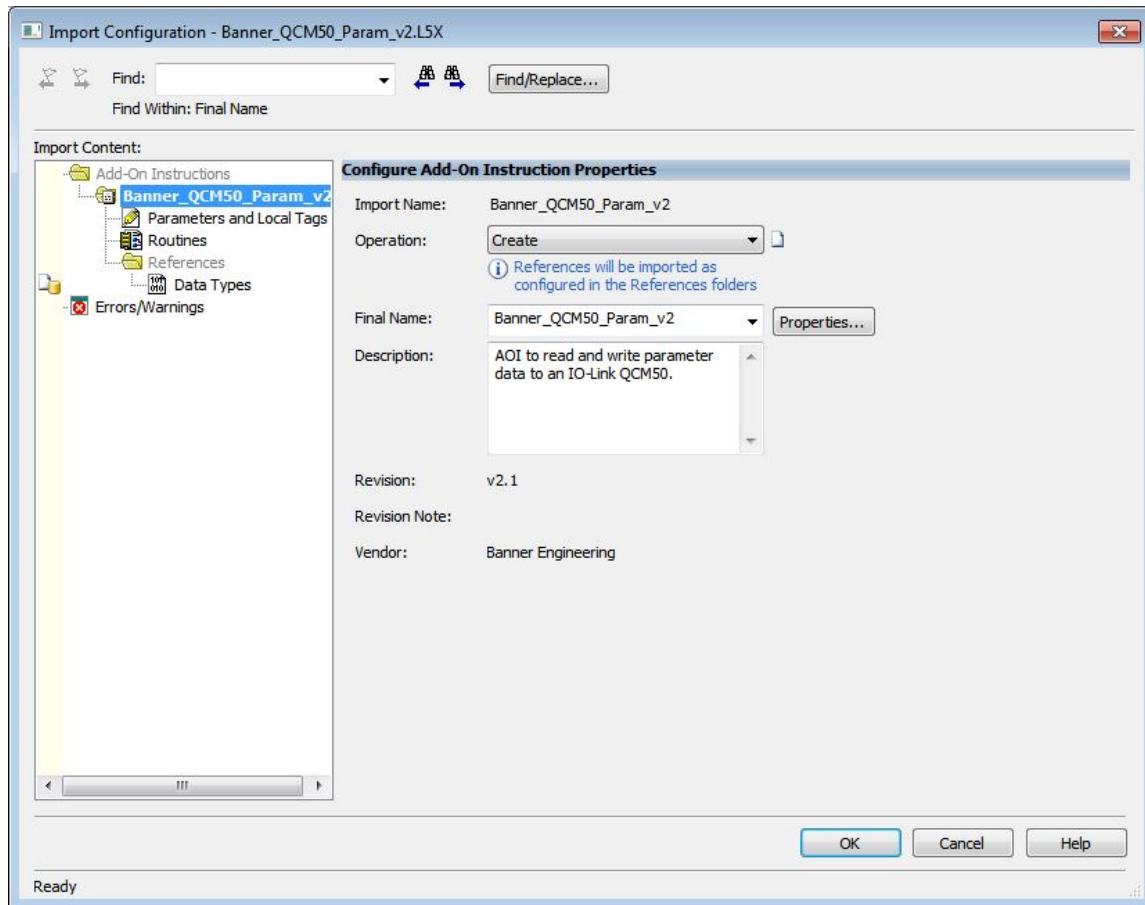 Import Configuration - Banner_QCM50_Param_v2.L5X
Find:
Find/Replace...
Find Within: Final Name
Import Content:
Add-On Instructions
Banner_QCM50_Param_v2
Parameters and Local Tags
Routines
References
Data Types
Errors/Warnings
Configure Add-On Instruction Properties
Import Name: Banner_QCM50_Param_v2
Operation: Create
References will be imported as
configured in the References folders
Final Name: Banner_QCM50_Param_v2 Properties...
Description: AOI to read and write parameter
data to an IO-Link QCM50.
Revision: v2.1
Revision Note:
Vendor: Banner Engineering
OK Cancel Help
Ready